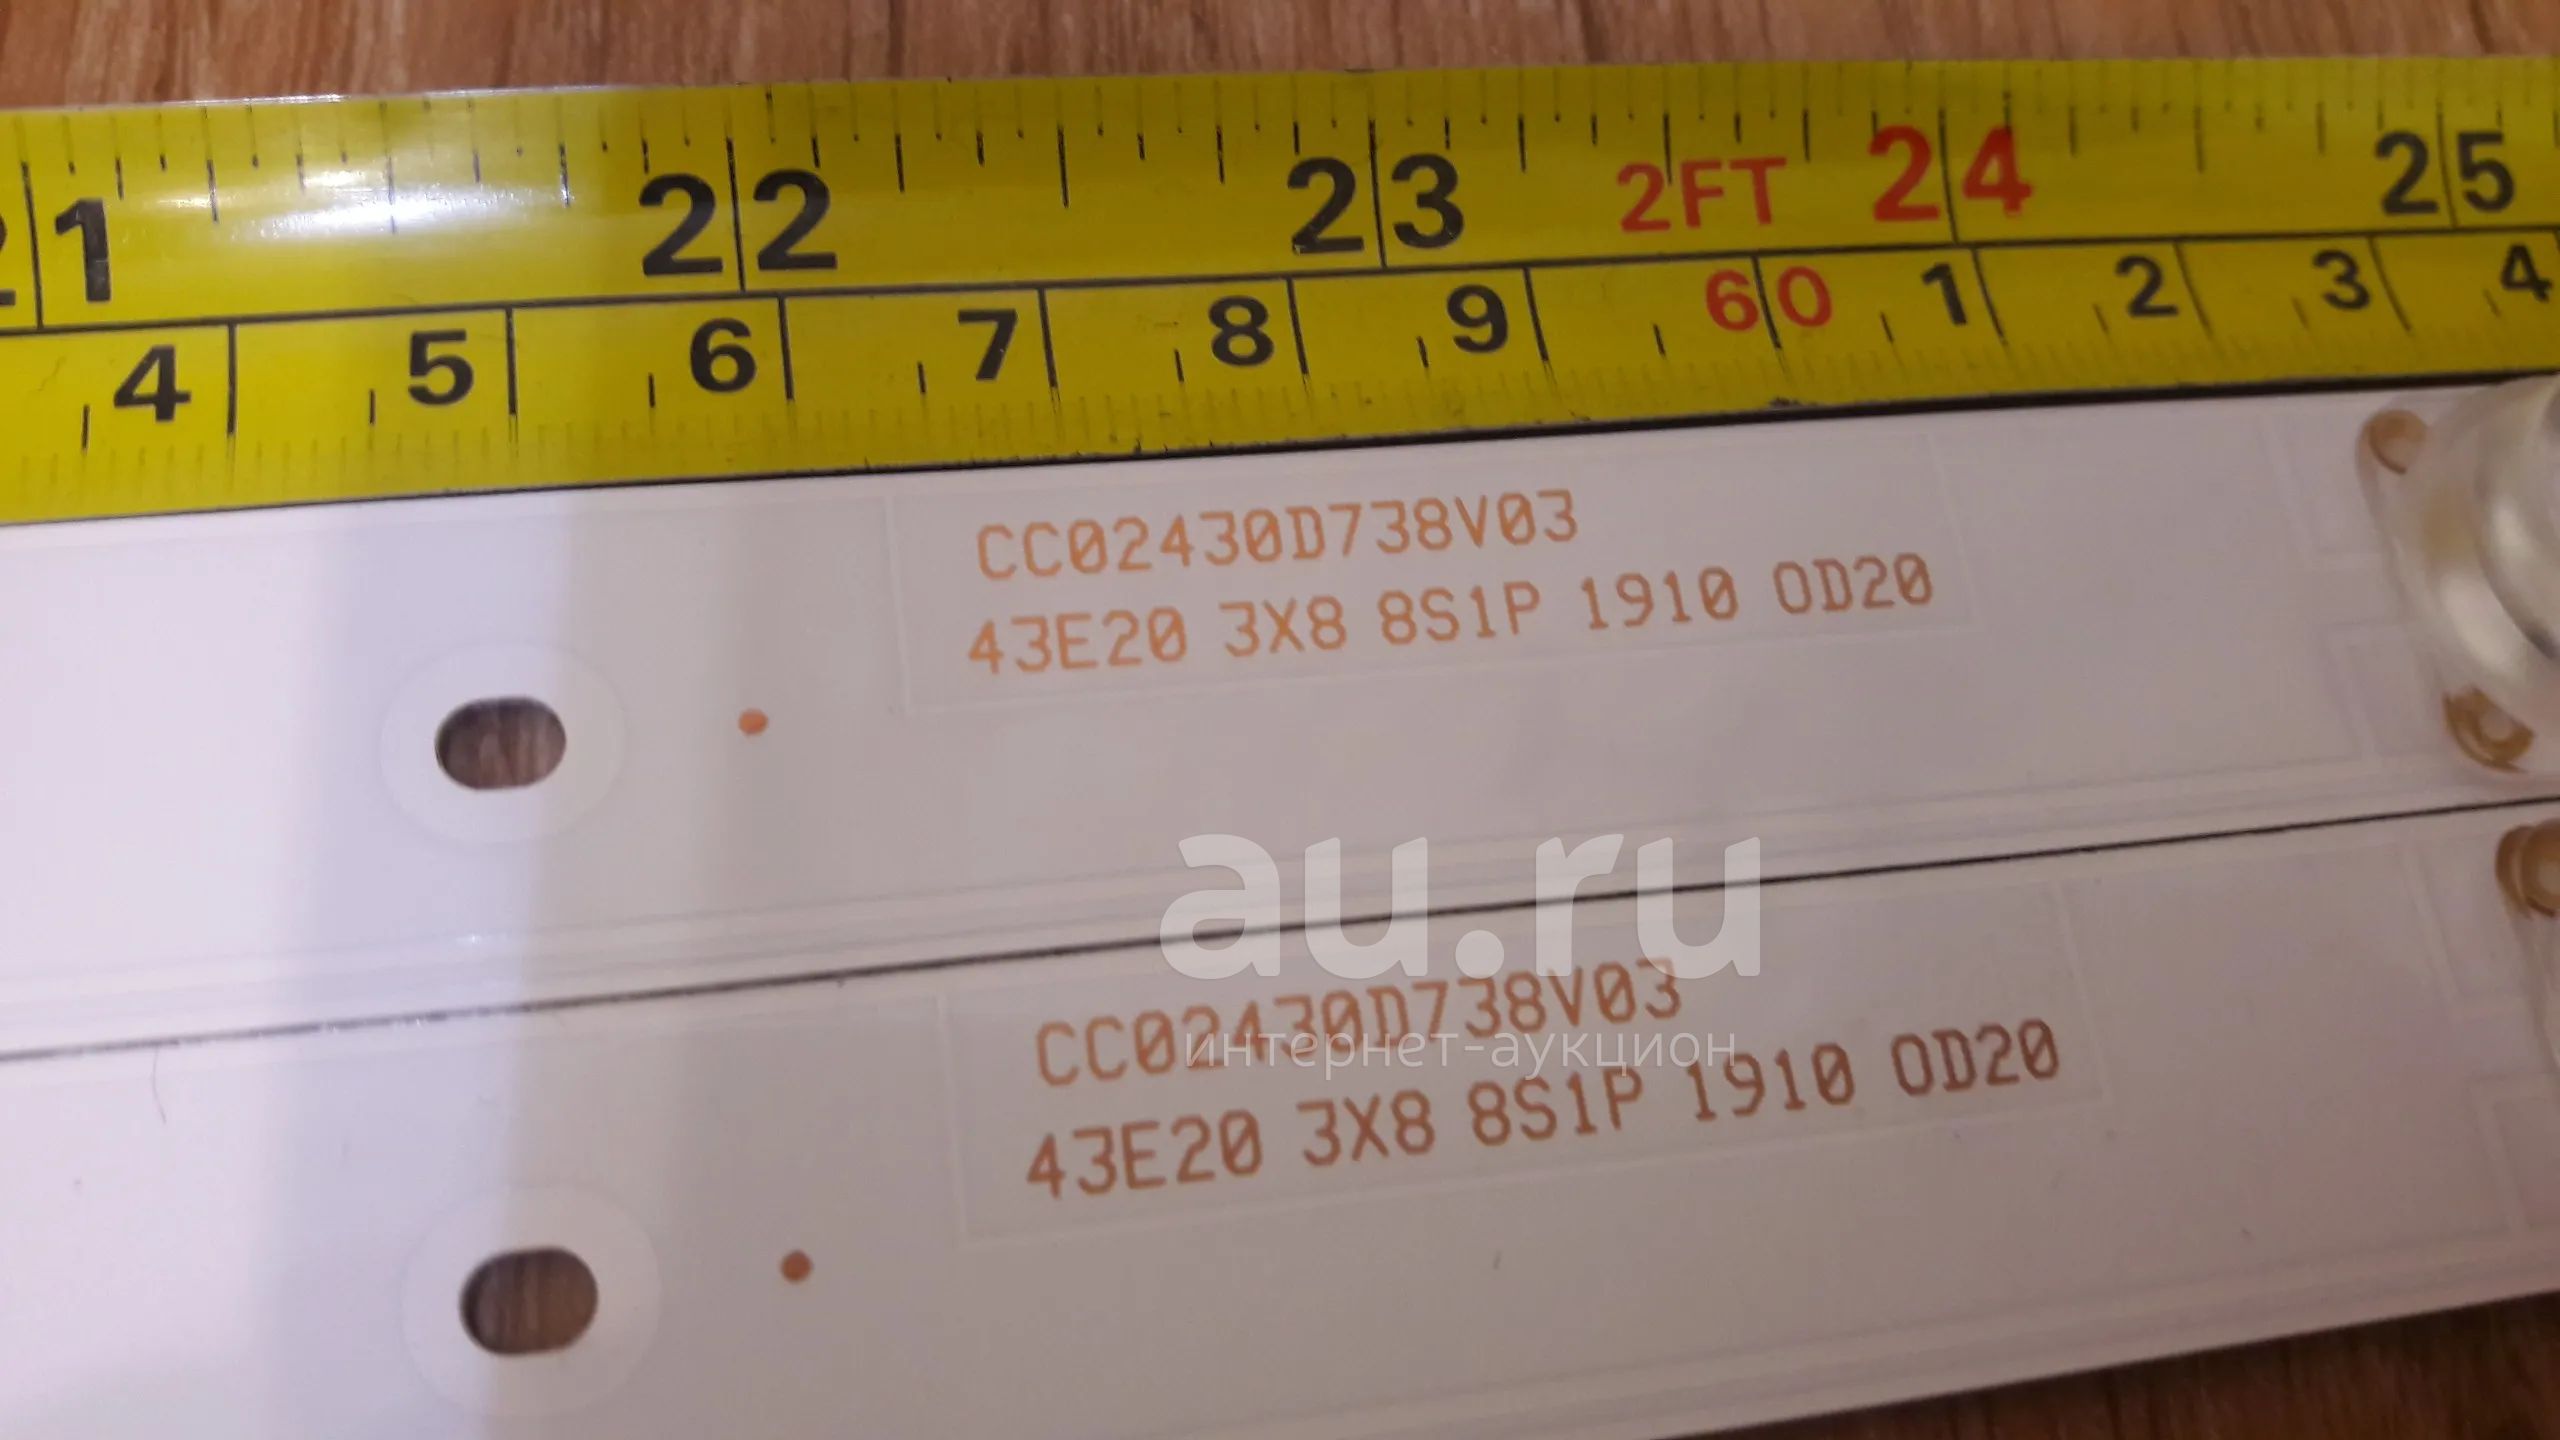 21 22 23 2FT 24 25
4 5 6 7 8 9 60 1 2 3 4
CC02430D738V03
43E20 3X8 8S1P 1910 OD20
au.ru
интернет-аукцион
CC02430D738V03
43E20 3X8 8S1P 1910 OD20